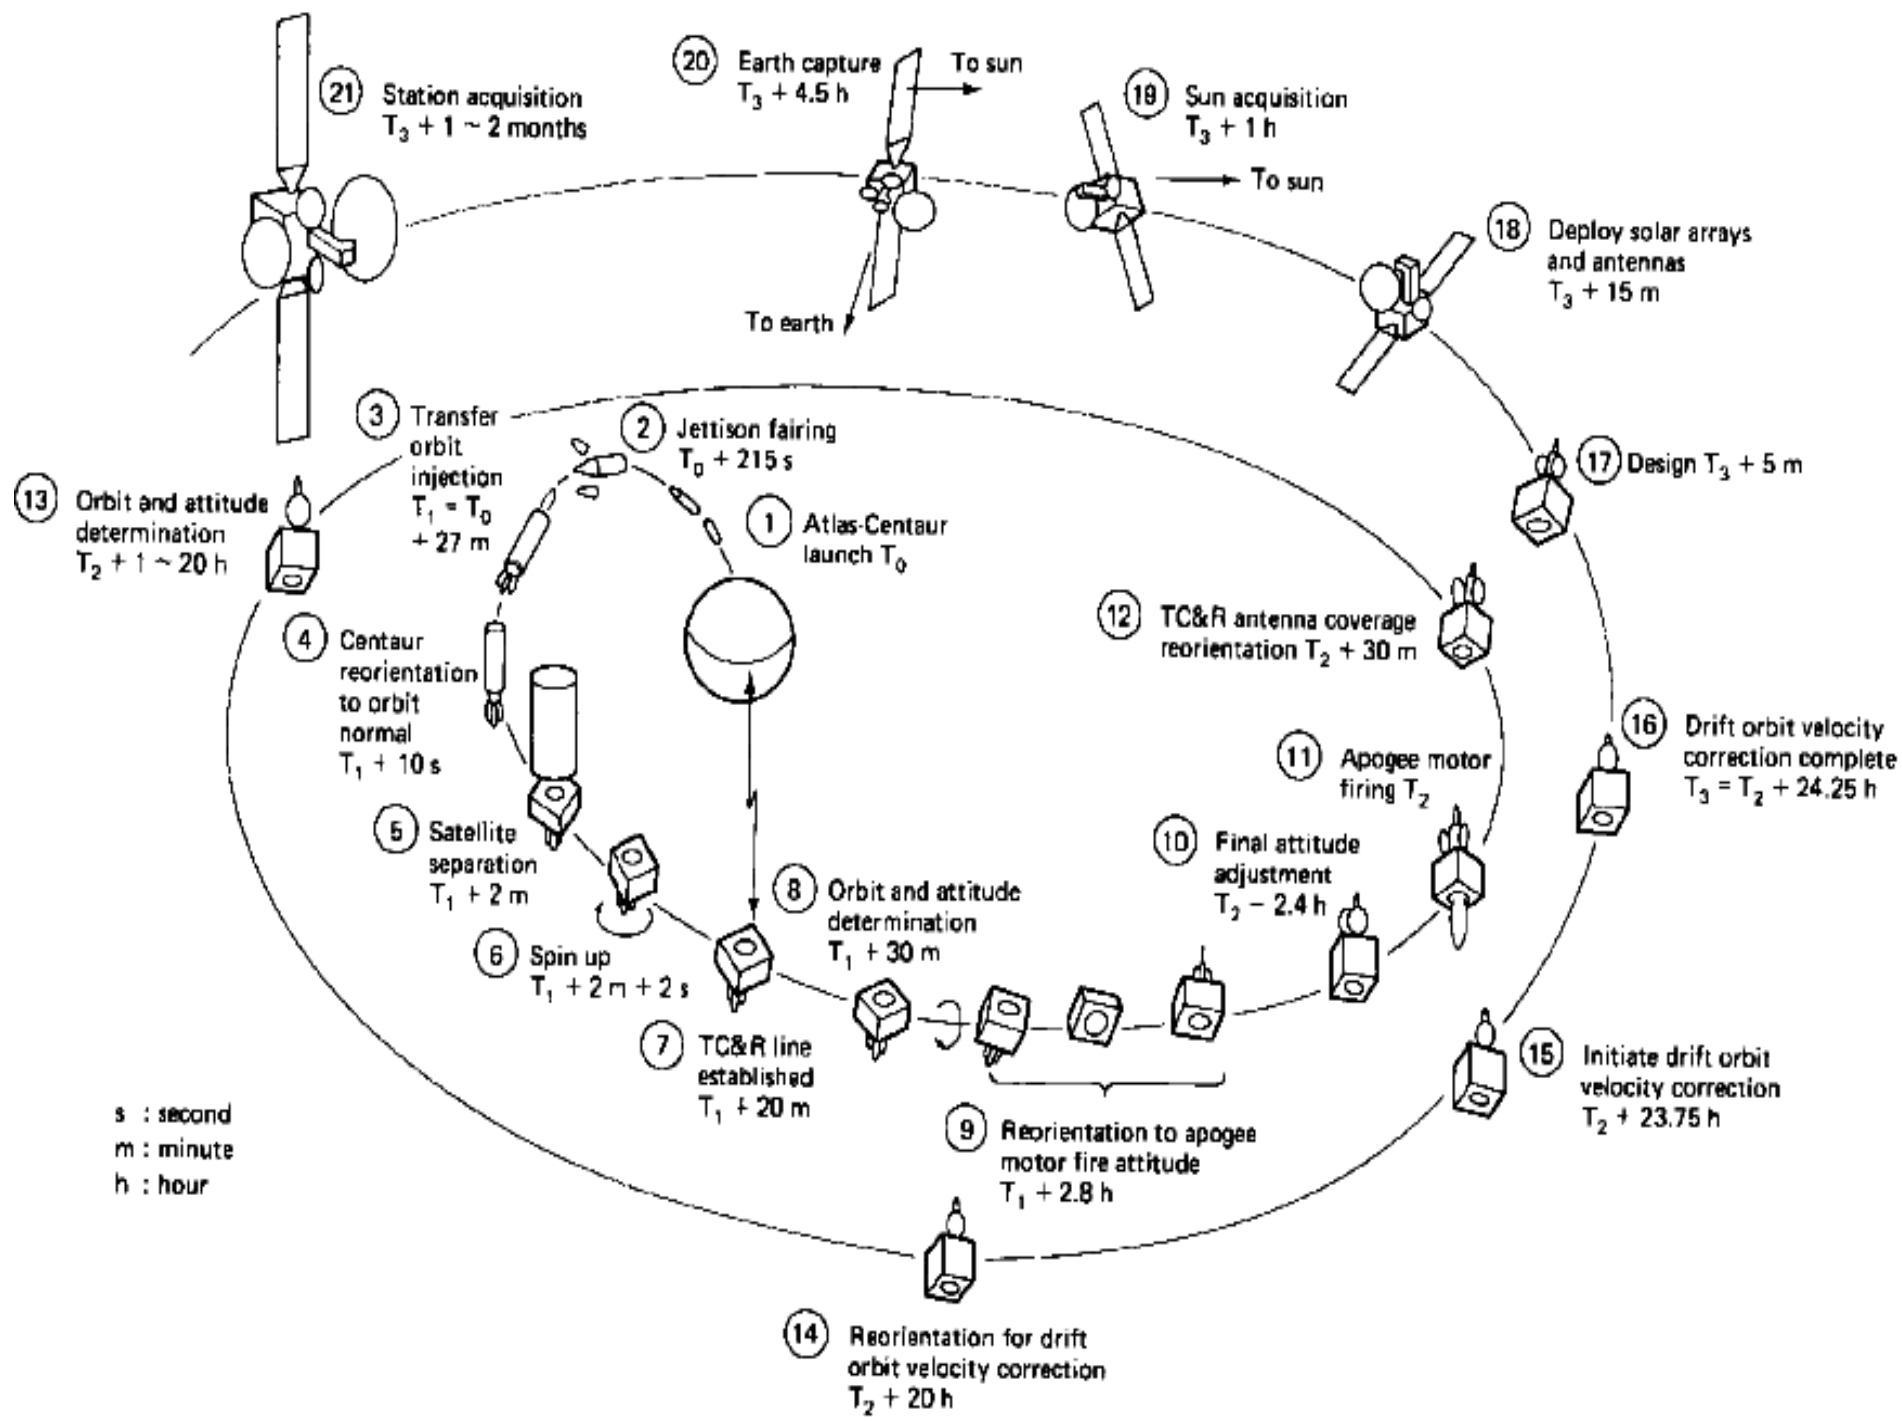 1 Atlas-Centaur
launch T₀
2 Jettison fairing
T₀ + 215 s
3 Transfer
orbit
injection
T₁ = T₀
+ 27 m
4 Centaur
reorientation
to orbit
normal
T₁ + 10 s
5 Satellite
separation
T₁ + 2 m
6 Spin up
T₁ + 2 m + 2 s
7 TC&R line
established
T₁ + 20 m
8 Orbit and attitude
determination
T₁ + 30 m
9 Reorientation to apogee
motor fire attitude
T₁ + 2.8 h
10 Final attitude
adjustment
T₂ − 2.4 h
11 Apogee motor
firing T₂
12 TC&R antenna coverage
reorientation T₂ + 30 m
13 Orbit and attitude
determination
T₂ + 1 ~ 20 h
14 Reorientation for drift
orbit velocity correction
T₂ + 20 h
15 Initiate drift orbit
velocity correction
T₂ + 23.75 h
16 Drift orbit velocity
correction complete
T₃ = T₂ + 24.25 h
17 Design T₃ + 5 m
18 Deploy solar arrays
and antennas
T₃ + 15 m
19 Sun acquisition
T₃ + 1 h
To sun
20 Earth capture
T₃ + 4.5 h
To sun
To earth
21 Station acquisition
T₃ + 1 ~ 2 months
s : second
m : minute
h : hour